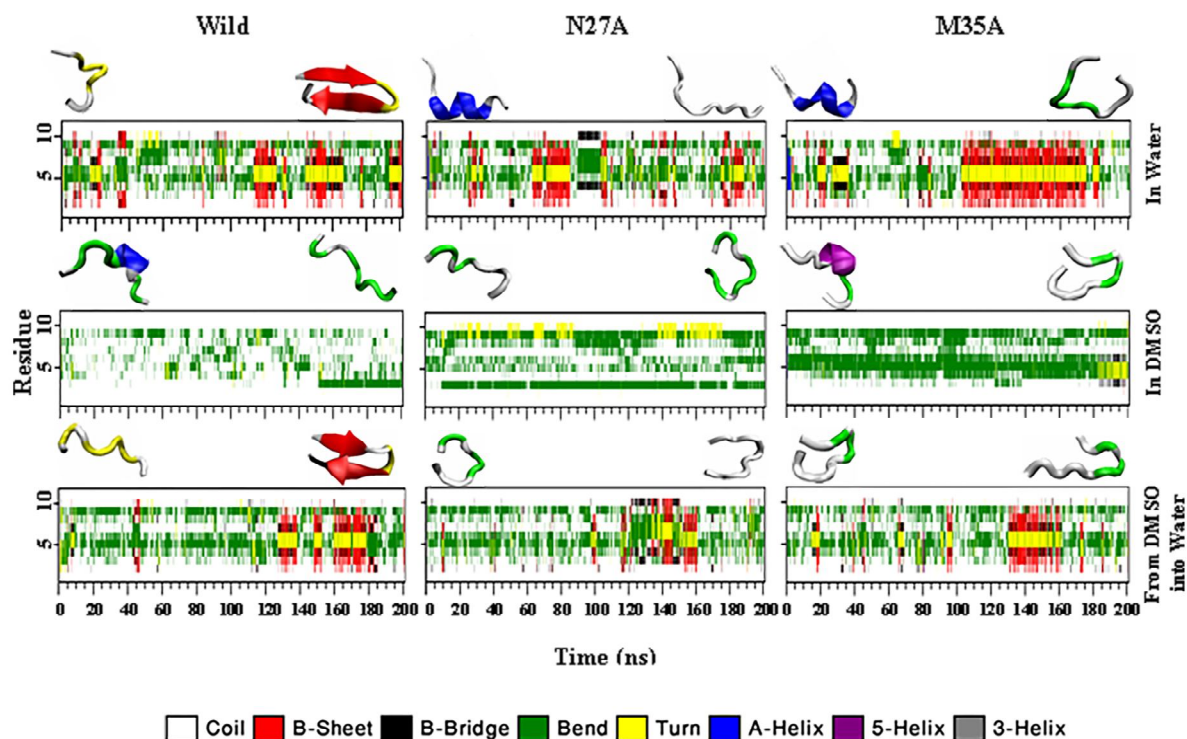 Wild N27A M35A
10
5
In Water
10
5
Residue
In DMSO
10
5
From DMSO
into Water
0 20 40 60 80 100 120 140 160 180 200 0 20 40 60 80 100 120 140 160 180 200 0 20 40 60 80 100 120 140 160 180 200
Time (ns)
Coil B-Sheet B-Bridge Bend Turn A-Helix 5-Helix 3-Helix